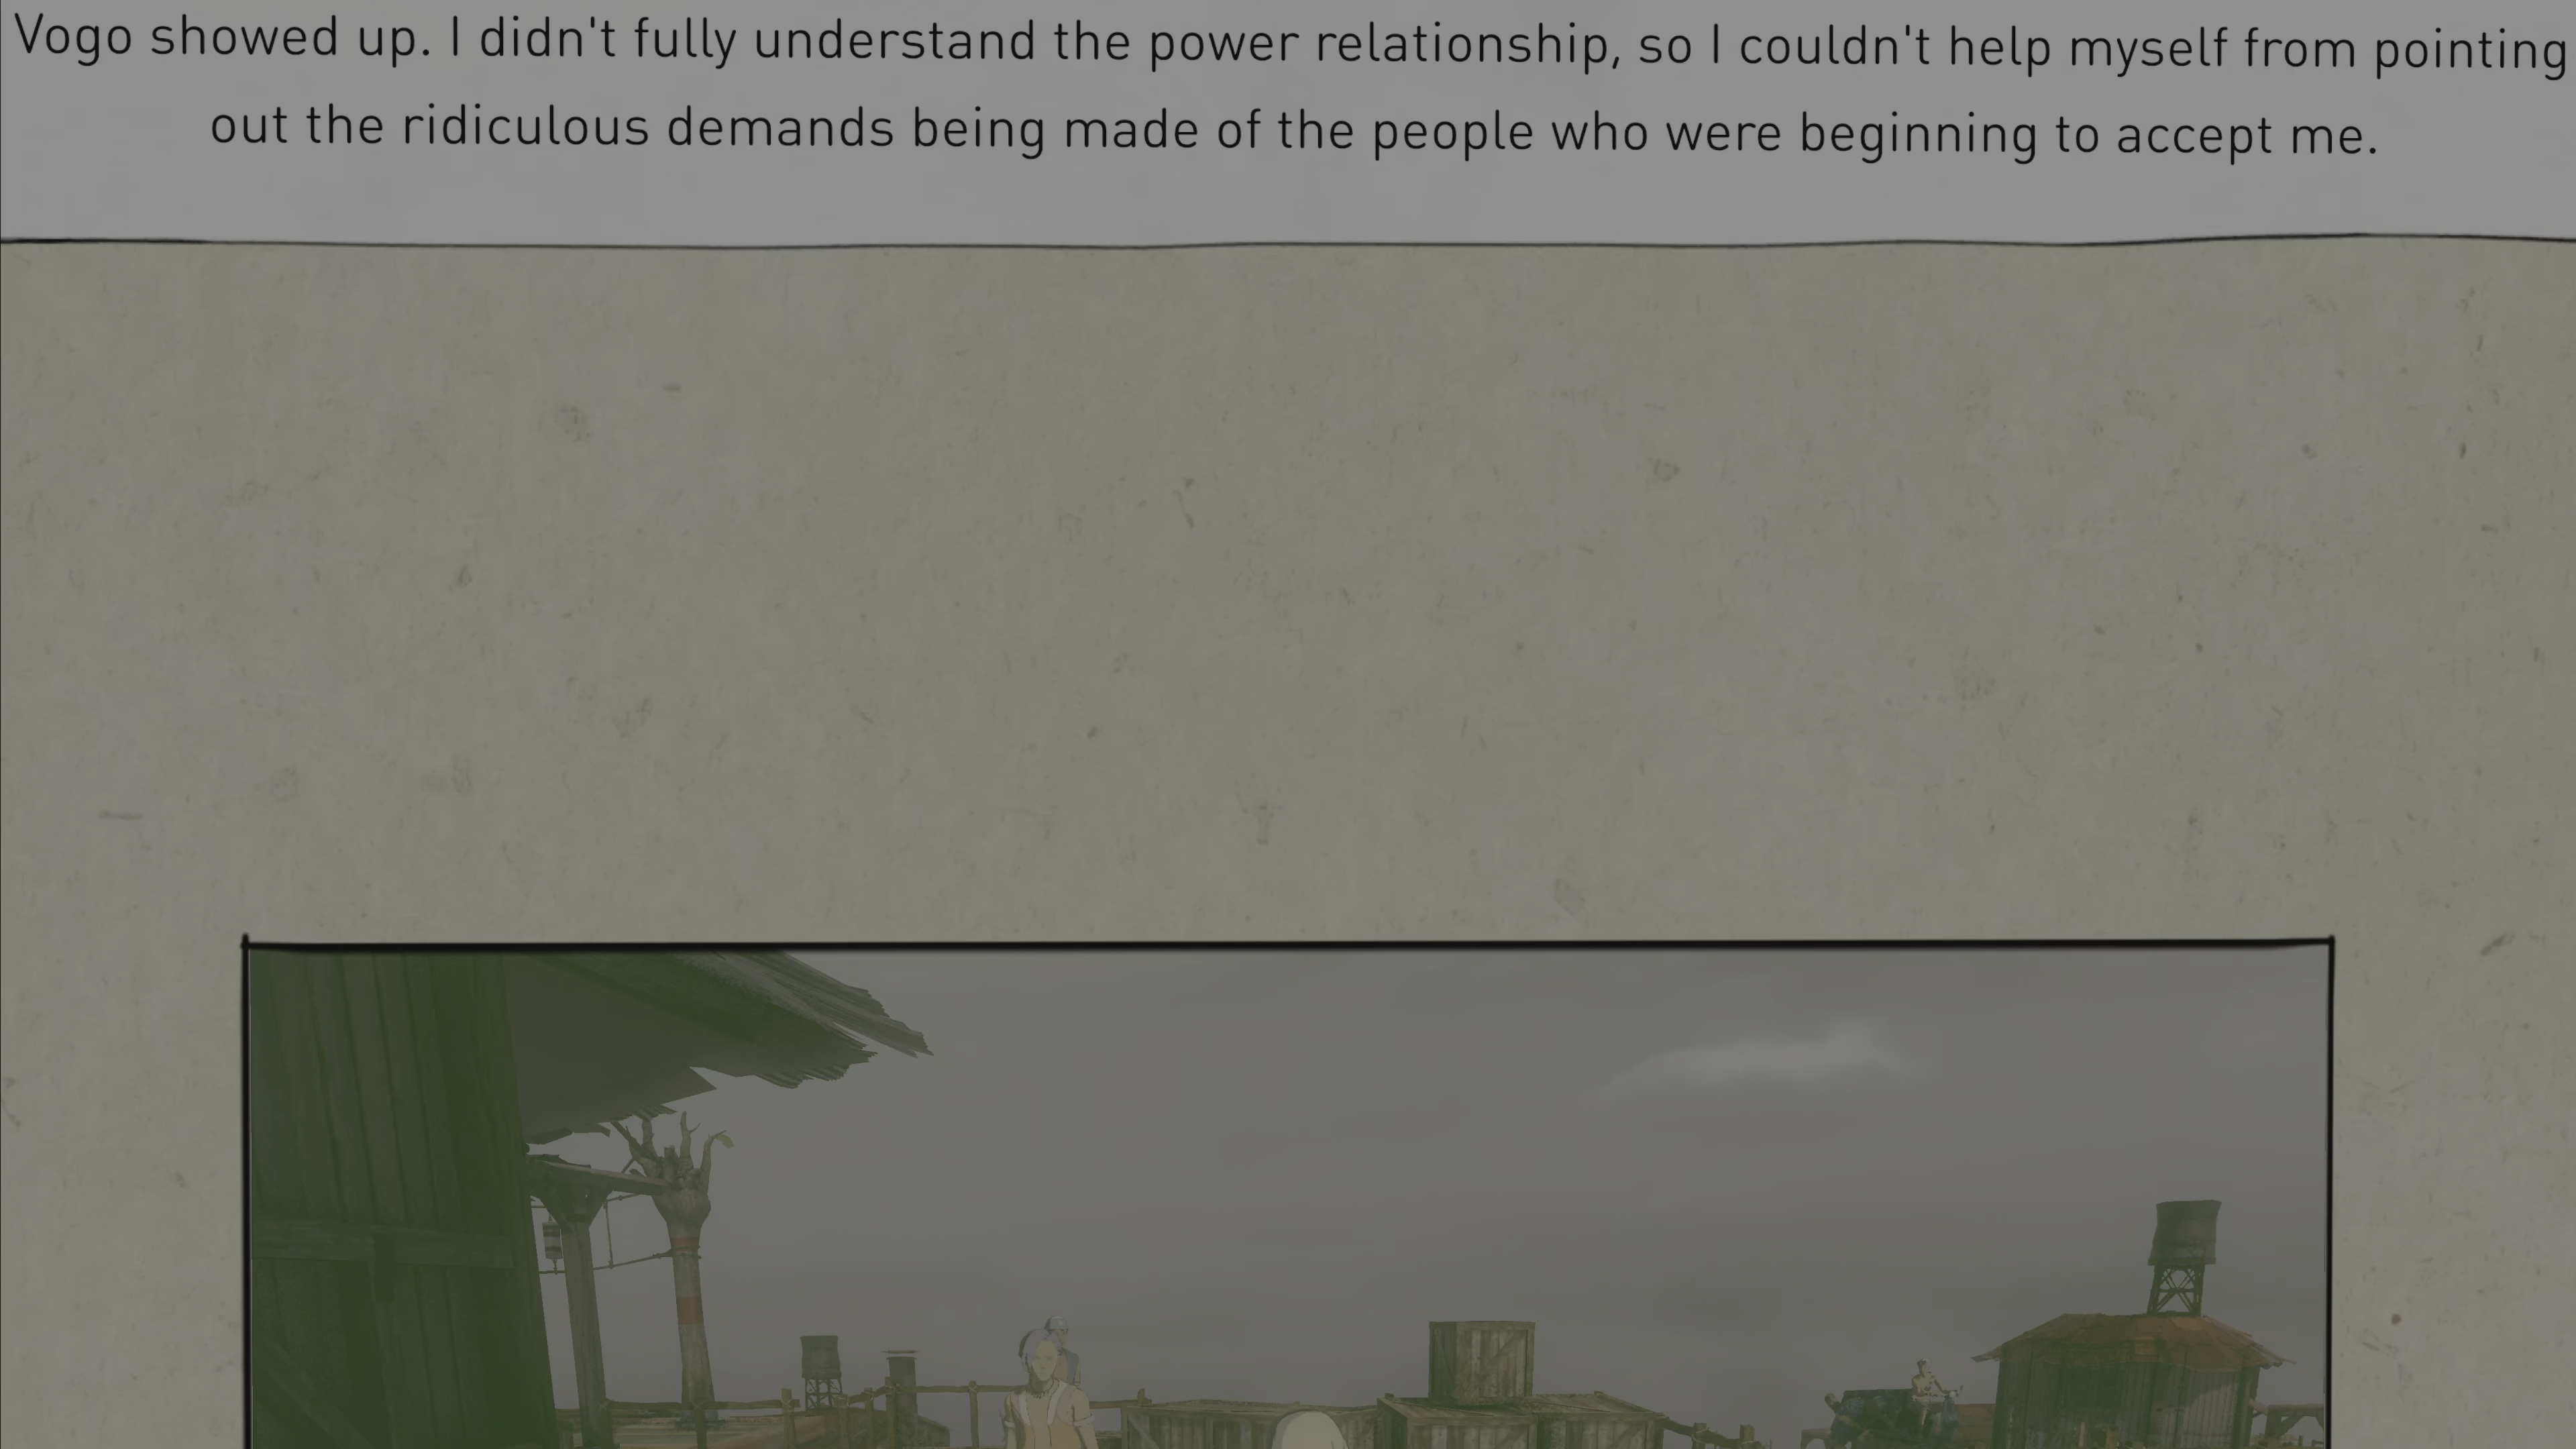 Vogo showed up. I didn't fully understand the power relationship, so I couldn't help myself from pointing
out the ridiculous demands being made of the people who were beginning to accept me.